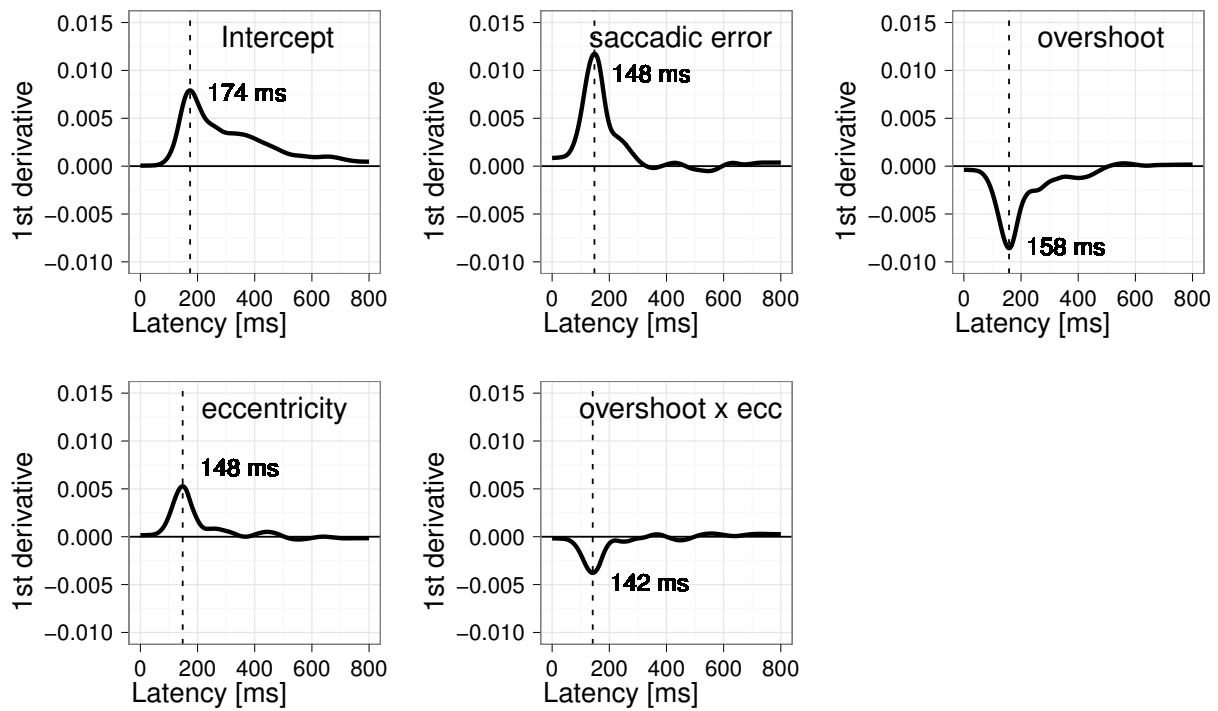 Intercept
174 ms
0.015
0.010
0.005
0.000
−0.005
−0.010
1st derivative
0 200 400 600 800
Latency [ms]
saccadic error
148 ms
0.015
0.010
0.005
0.000
−0.005
−0.010
1st derivative
0 200 400 600 800
Latency [ms]
overshoot
158 ms
0.015
0.010
0.005
0.000
−0.005
−0.010
1st derivative
0 200 400 600 800
Latency [ms]
eccentricity
148 ms
0.015
0.010
0.005
0.000
−0.005
−0.010
1st derivative
0 200 400 600 800
Latency [ms]
overshoot x ecc
142 ms
0.015
0.010
0.005
0.000
−0.005
−0.010
1st derivative
0 200 400 600 800
Latency [ms]